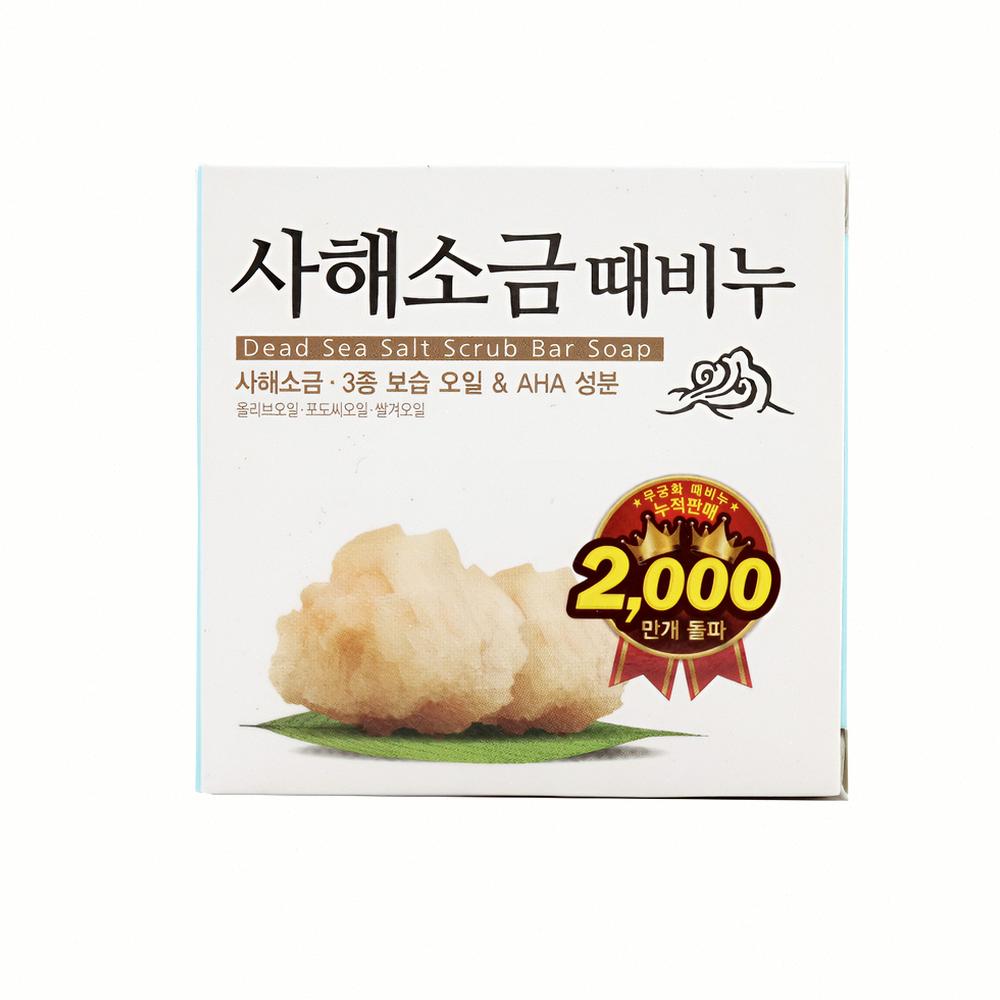 사해소금 때비누
Dead Sea Salt Scrub Bar Soap
사해소금·3종 보습 오일 & AHA 성분
올리브오일·포도씨오일·쌀겨오일
★무궁화 때비누★
누적판매
2,000
만개 돌파